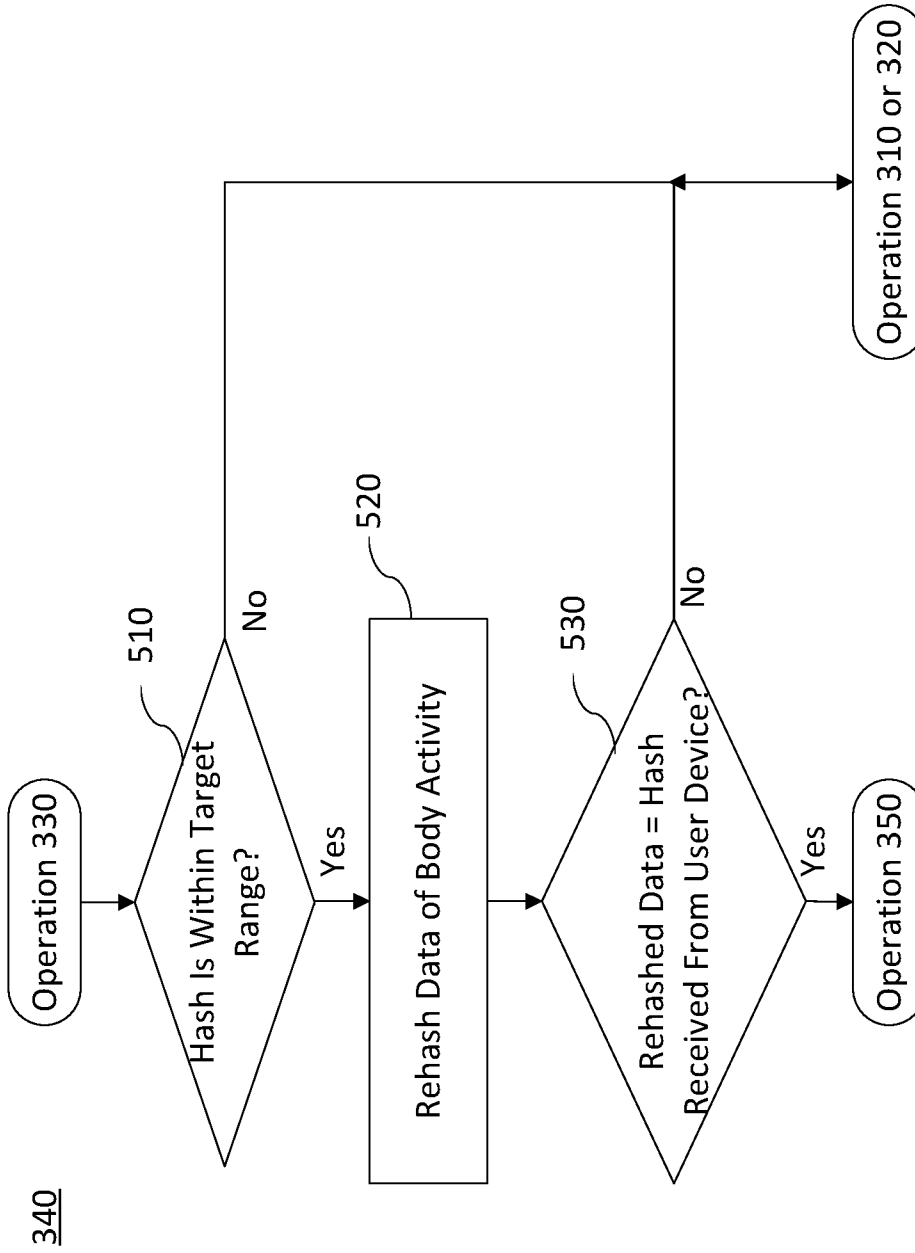 340
Operation 330
510
Hash Is Within Target
Range?
No
Yes
520
Rehash Data of Body Activity
530
Rehashed Data = Hash
Received From User Device?
No
Yes
Operation 350
Operation 310 or 320